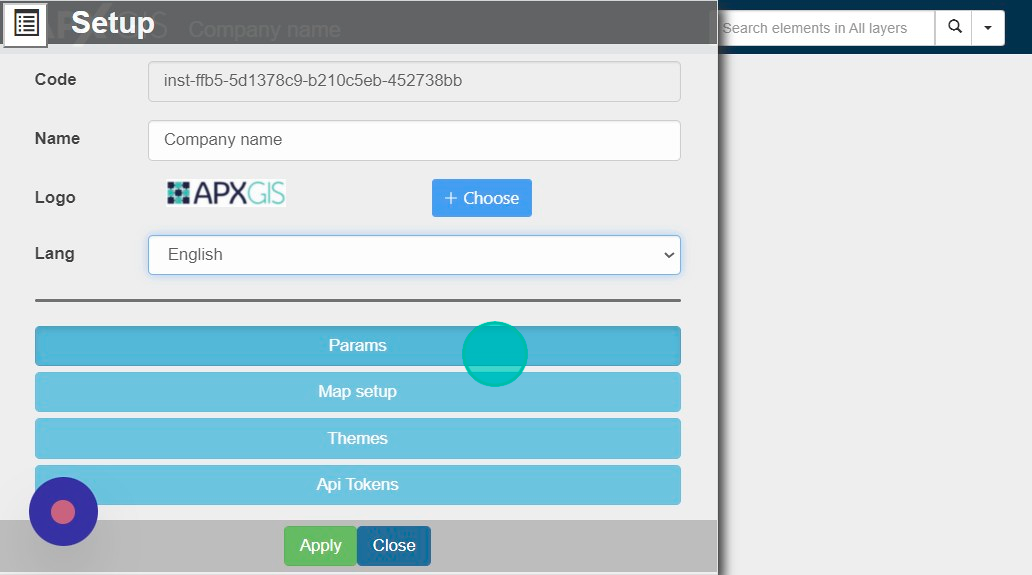 Setup
Company name
Search elements in All layers
Code
inst-ffb5-5d1378c9-b210c5eb-452738bb
Name
Company name
Logo
APXGIS
+ Choose
Lang
English
Params
Map setup
Themes
Api Tokens
Apply
Close